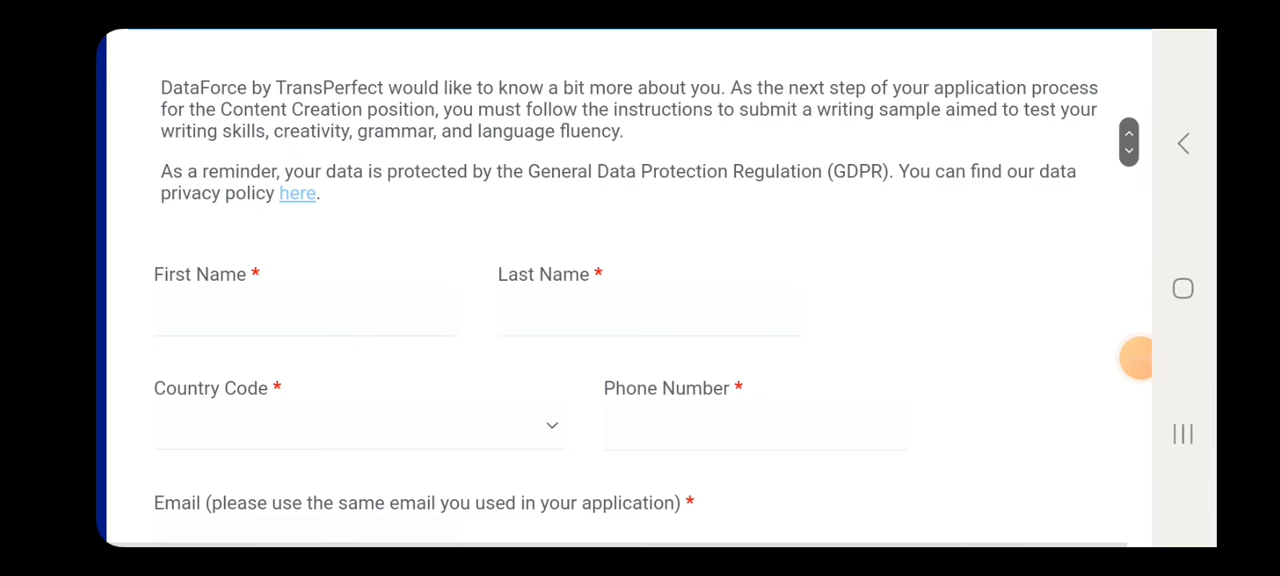 DataForce by TransPerfect would like to know a bit more about you. As the next step of your application process
for the Content Creation position, you must follow the instructions to submit a writing sample aimed to test your
writing skills, creativity, grammar, and language fluency.
As a reminder, your data is protected by the General Data Protection Regulation (GDPR). You can find our data
privacy policy here.
First Name *
Last Name *
Country Code *
Phone Number *
Email (please use the same email you used in your application) *